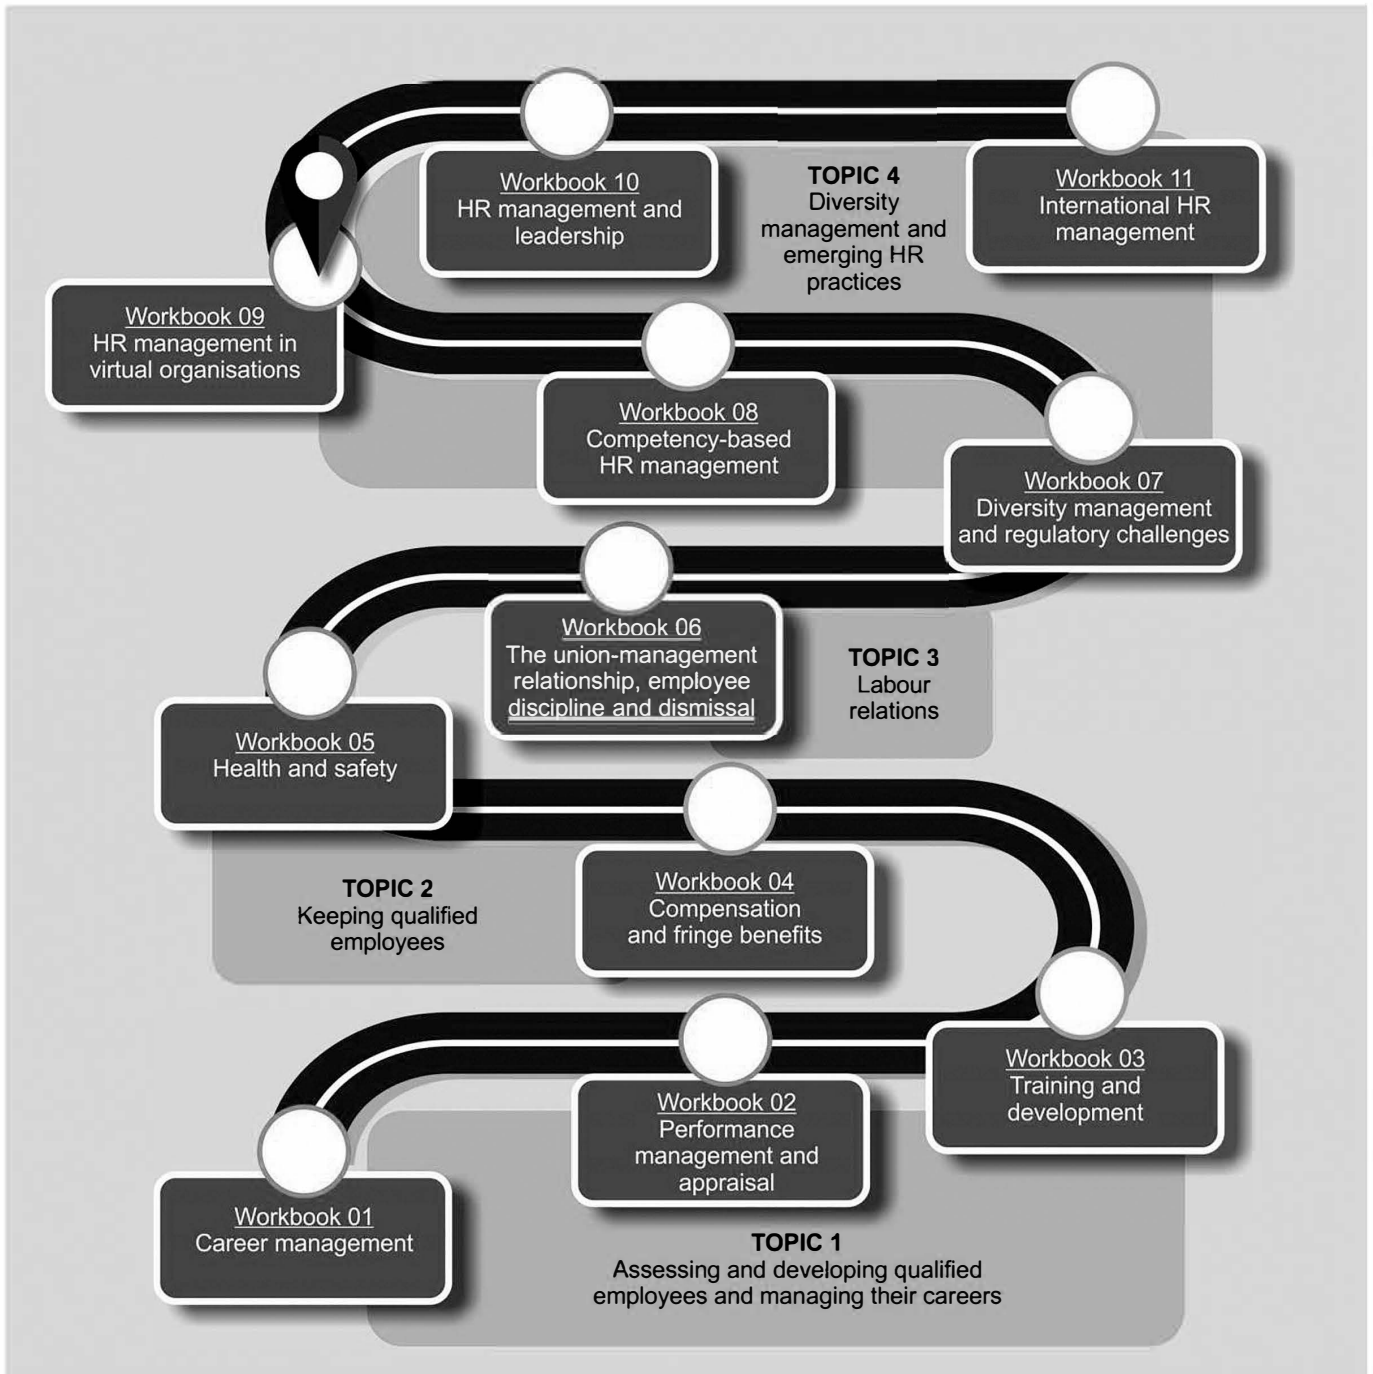 Workbook 10
HR management and
leadership
TOPIC 4
Diversity
management and
emerging HR
practices
Workbook 11
International HR
management
Workbook 09
HR management in
virtual organisations
Workbook 08
Competency-based
HR management
Workbook 07
Diversity management
and regulatory challenges
Workbook 06
The union-management
relationship, employee
discipline and dismissal
TOPIC 3
Labour
relations
Workbook 05
Health and safety
TOPIC 2
Keeping qualified
employees
Workbook 04
Compensation
and fringe benefits
Workbook 03
Training and
development
Workbook 02
Performance
management and
appraisal
Workbook 01
Career management
TOPIC 1
Assessing and developing qualified
employees and managing their careers